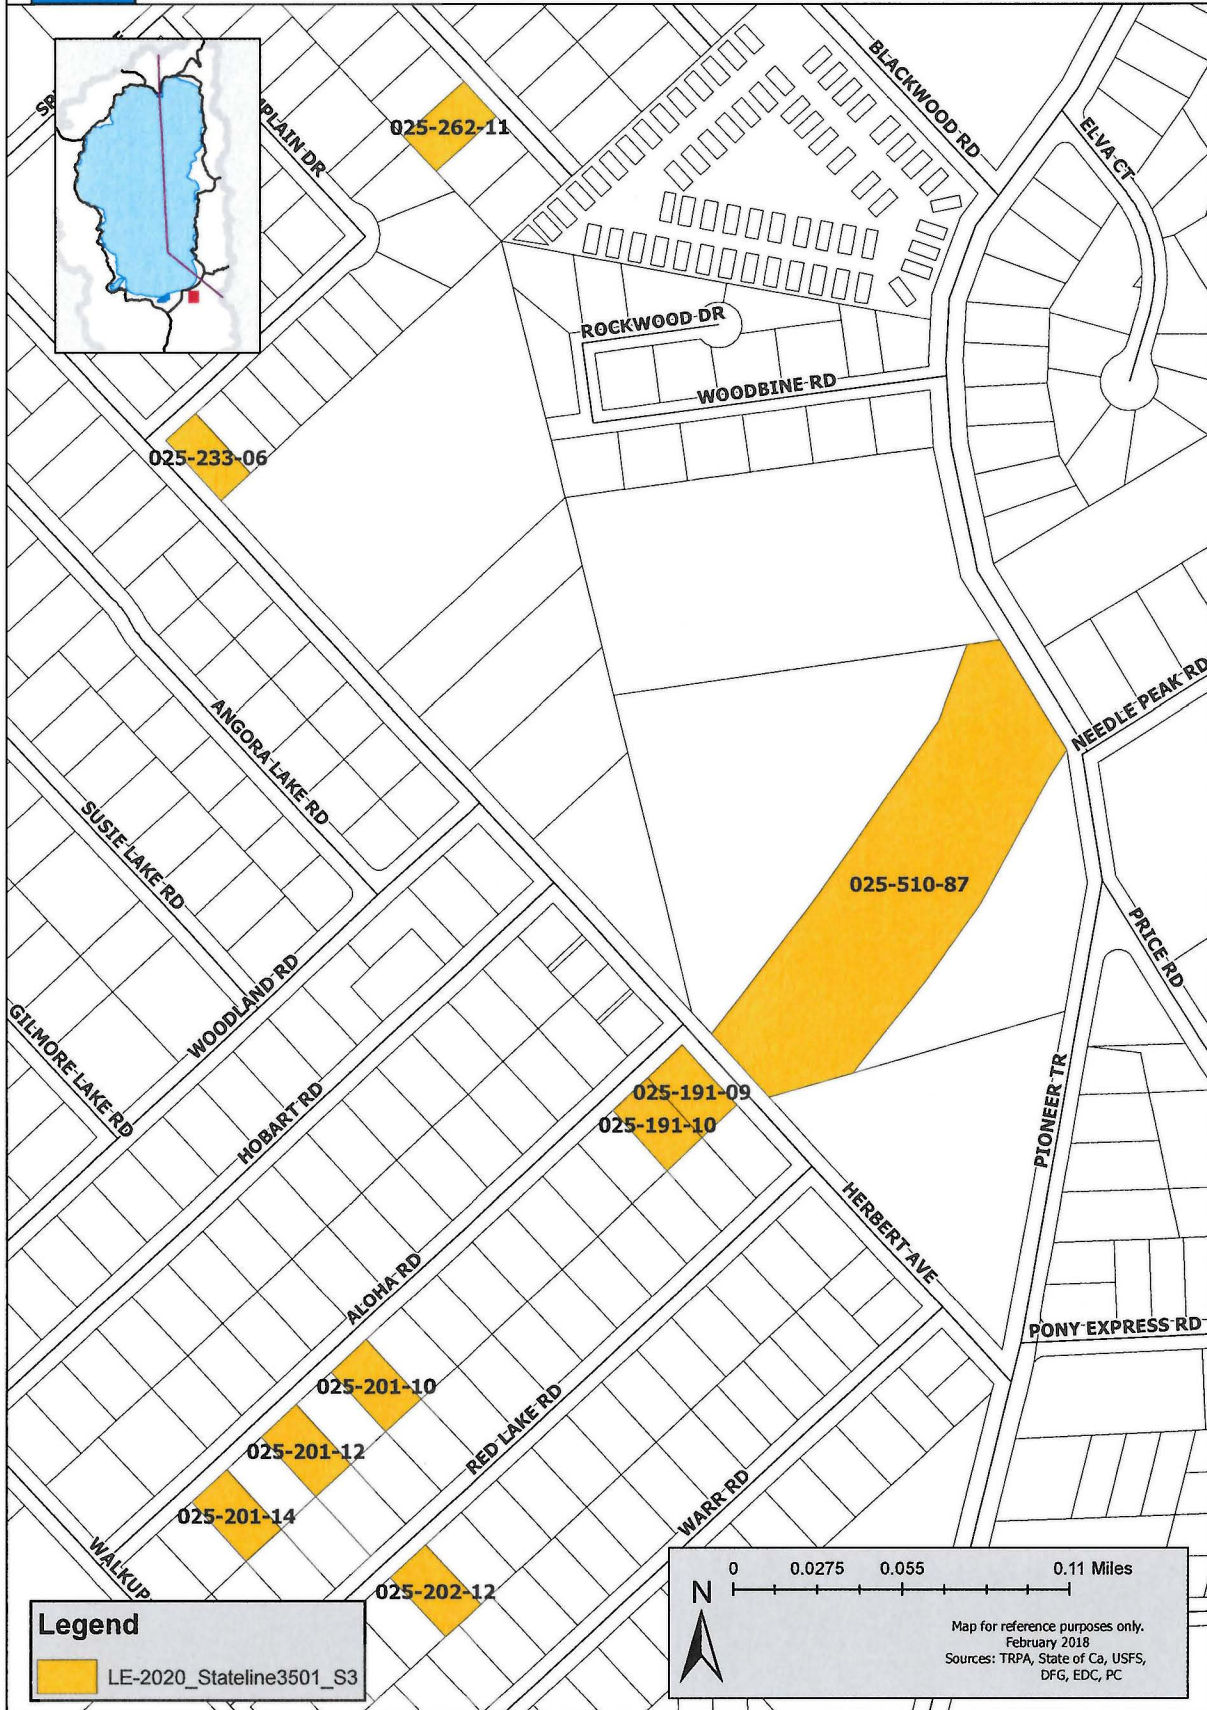 BLACKWOOD RD
ELVA CT
025-262-11
ROCKWOOD DR
WOODBINE RD
025-233-06
NEEDLE PEAK RD
ANGORA LAKE RD
SUSIE LAKE RD
025-510-87
PRICE RD
WOODLAND RD
GILMORE LAKE RD
HOBART RD
025-191-09
025-191-10
PIONEER TR
HERBERT AVE
ALOHA RD
PONY EXPRESS RD
025-201-10
025-201-12
RED LAKE RD
025-201-14
WARR RD
WALKUP
025-202-12
Legend
LE-2020_Stateline3501_S3
0 0.0275 0.055 0.11 Miles
N
Map for reference purposes only.
February 2018
Sources: TRPA, State of Ca, USFS,
DFG, EDC, PC